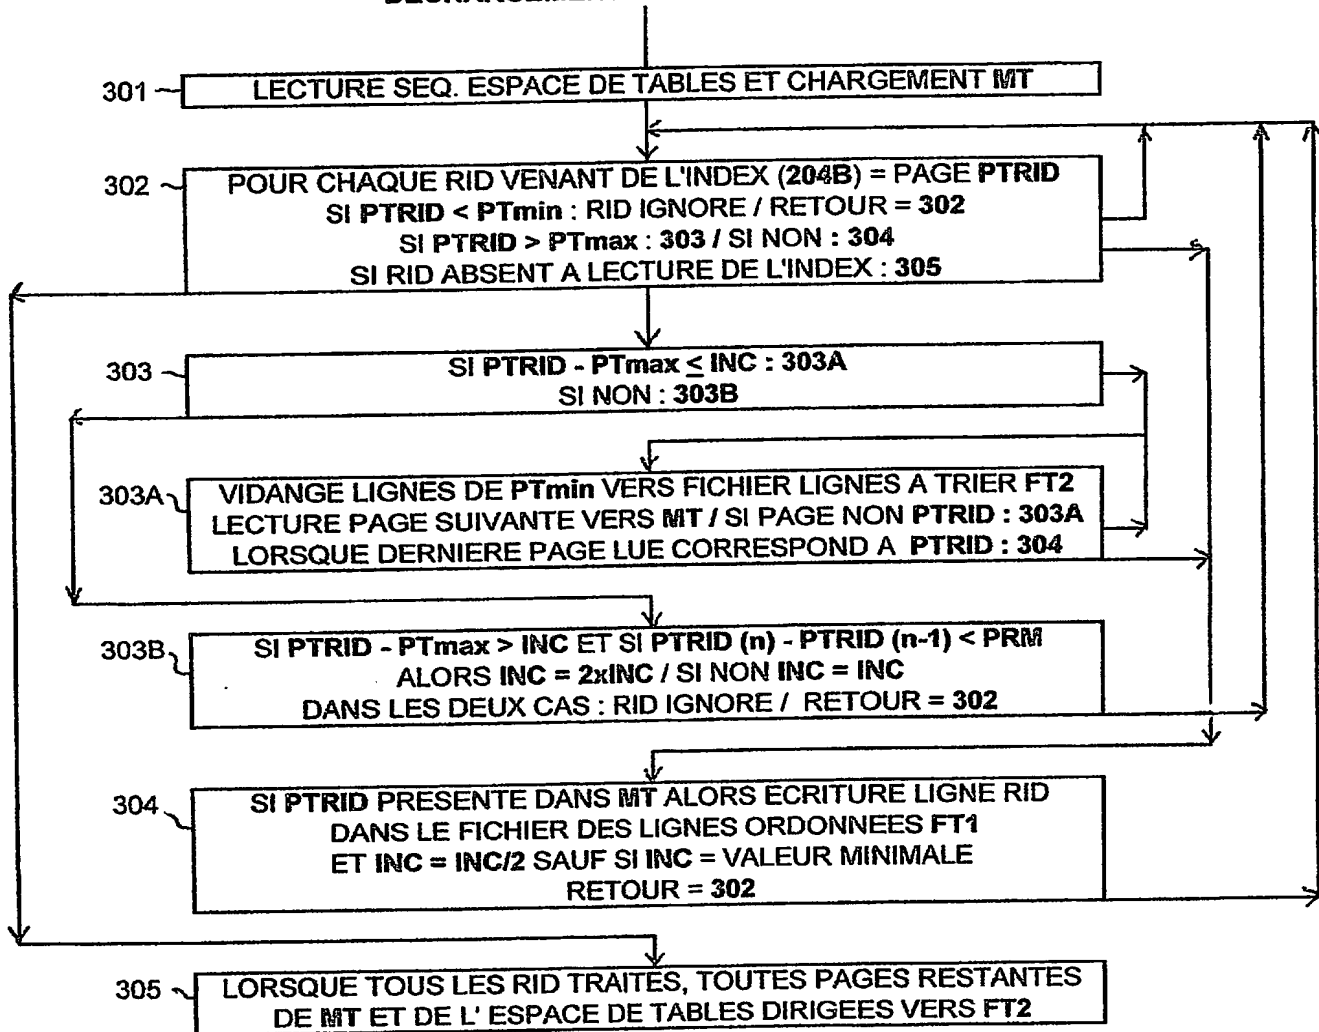 301
LECTURE SEQ. ESPACE DE TABLES ET CHARGEMENT MT
302
POUR CHAQUE RID VENANT DE L'INDEX (204B) = PAGE PTRID
SI PTRID < PTmin : RID IGNORE / RETOUR = 302
SI PTRID > PTmax : 303 / SI NON : 304
SI RID ABSENT A LECTURE DE L'INDEX : 305
303
SI PTRID - PTmax ≤ INC : 303A
SI NON : 303B
303A
VIDANGE LIGNES DE PTmin VERS FICHIER LIGNES A TRIER FT2
LECTURE PAGE SUIVANTE VERS MT / SI PAGE NON PTRID : 303A
LORSQUE DERNIERE PAGE LUE CORRESPOND A PTRID : 304
303B
SI PTRID - PTmax > INC ET SI PTRID (n) - PTRID (n-1) < PRM
ALORS INC = 2xINC / SI NON INC = INC
DANS LES DEUX CAS : RID IGNORE / RETOUR = 302
304
SI PTRID PRESENTE DANS MT ALORS ECRITURE LIGNE RID
DANS LE FICHIER DES LIGNES ORDONNEES FT1
ET INC = INC/2 SAUF SI INC = VALEUR MINIMALE
RETOUR = 302
305
LORSQUE TOUS LES RID TRAITES, TOUTES PAGES RESTANTES
DE MT ET DE L' ESPACE DE TABLES DIRIGEES VERS FT2